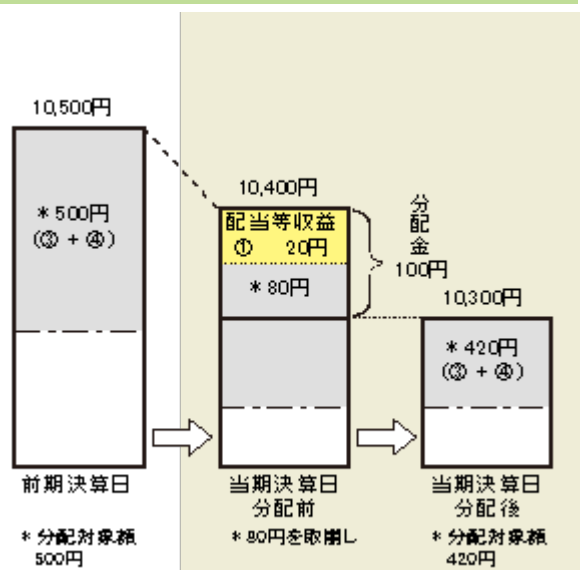 10,500円
*500円
(③ + ④)
前期決算日
* 分配対象額
500円
10,400円
配当等収益
① 20円
*80円
当期決算日
分配前
*80円を取崩し
分配金
100円
10,300円
*420円
(③ + ④)
当期決算日
分配後
* 分配対象額
420円